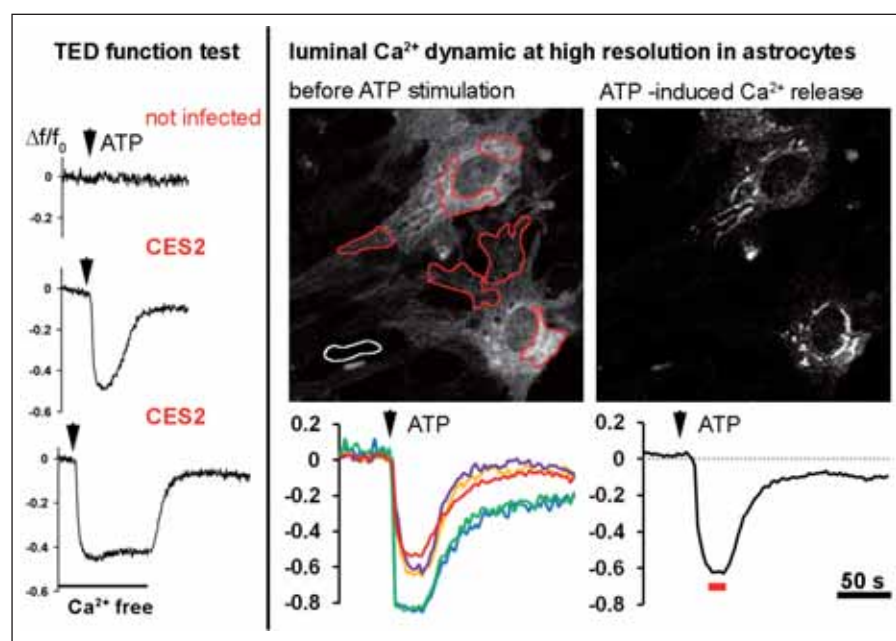 TED function test
not infected
Δf/f₀
ATP
0
-0.2
CES2
0
-0.2
-0.4
-0.6
CES2
0
-0.2
-0.4
-0.6
Ca²⁺ free
luminal Ca²⁺ dynamic at high resolution in astrocytes
before ATP stimulation
ATP -induced Ca²⁺ release
0.2
0
-0.2
-0.4
-0.6
-0.8
ATP
0.2
0
-0.2
-0.4
-0.6
-0.8
ATP
50 s